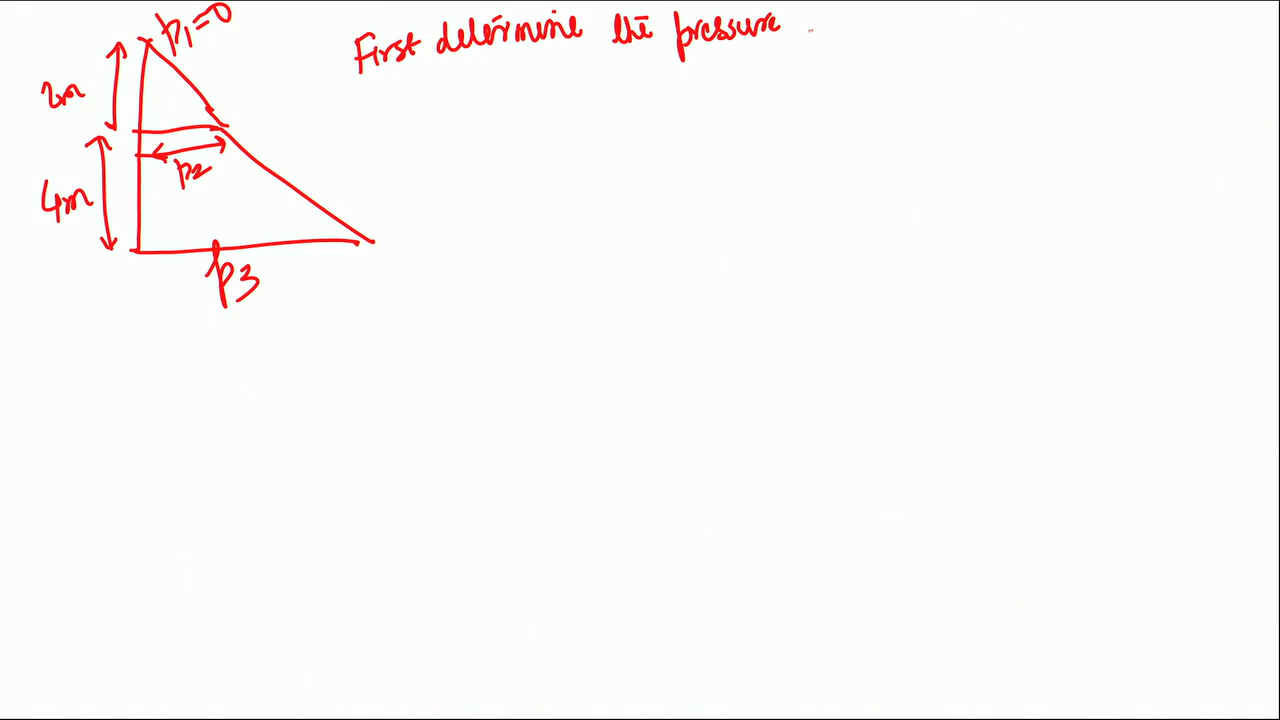 p1=0
First determine the pressure
2m
p2
4m
p3